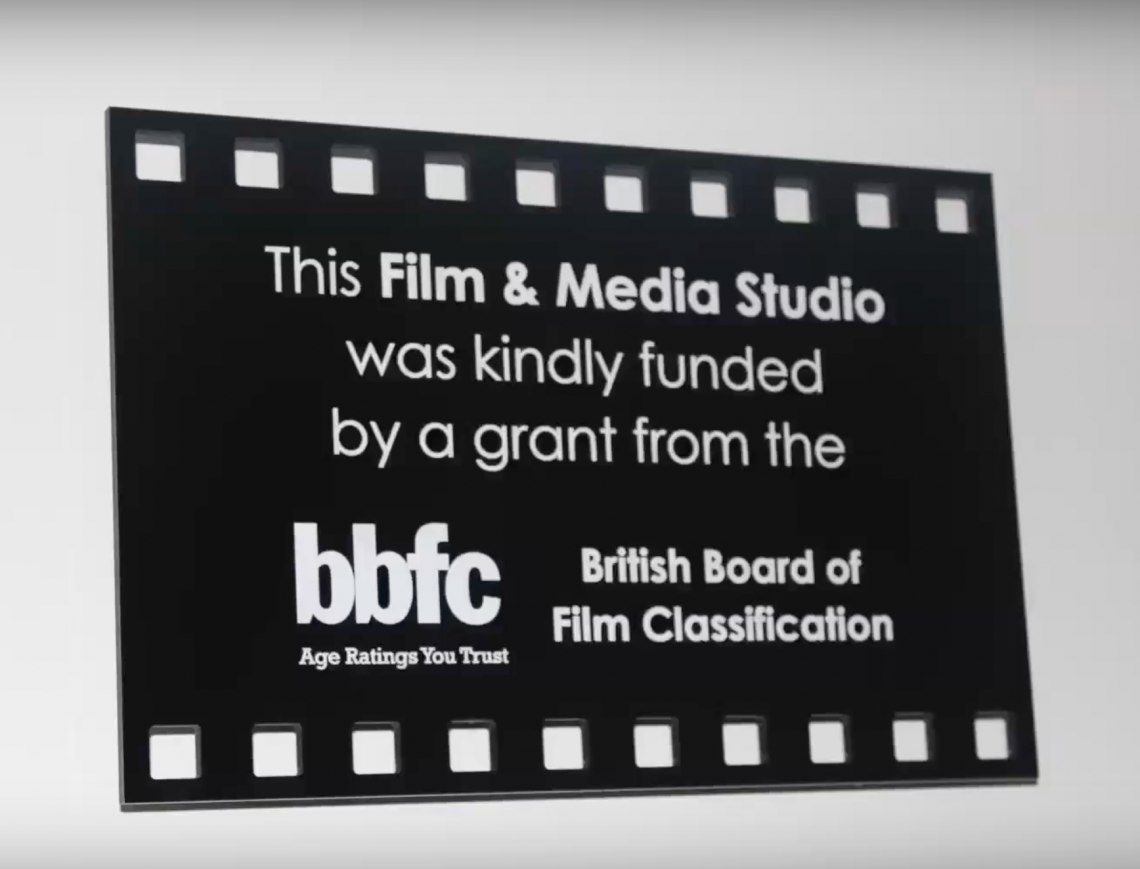 This Film & Media Studio
was kindly funded
by a grant from the
bbfc
Age Ratings You Trust
British Board of
Film Classification